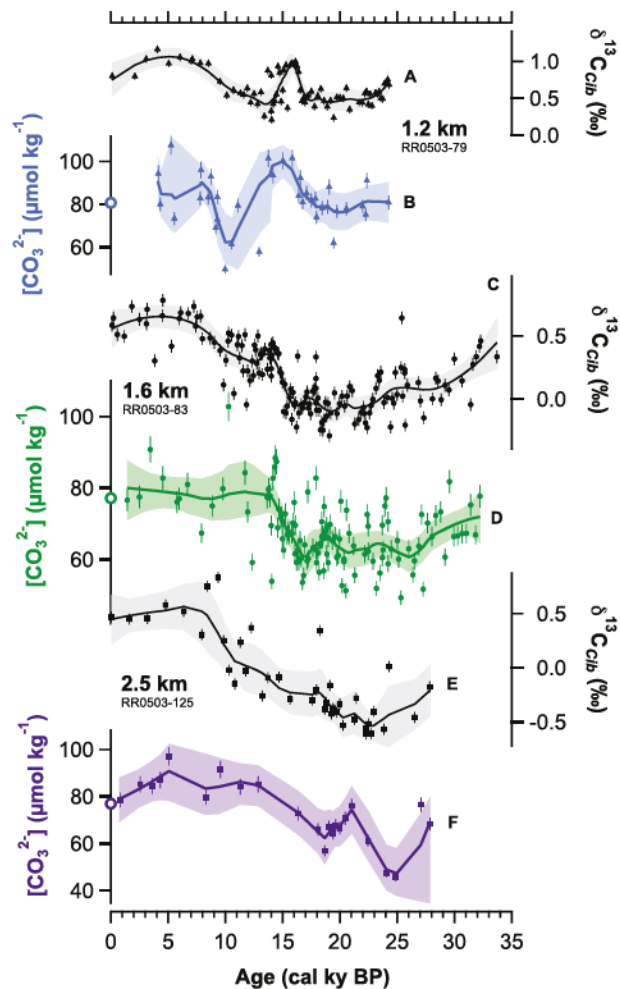 A
δ¹³C_Cib (‰)
1.0
0.5
0.0
1.2 km
RR0503-79
[CO₃²⁻] (µmol kg⁻¹)
100
80
60
B
C
δ¹³C_Cib (‰)
0.5
0.0
1.6 km
RR0503-83
[CO₃²⁻] (µmol kg⁻¹)
100
80
60
D
δ¹³C_Cib (‰)
0.5
0.0
-0.5
E
2.5 km
RR0503-125
[CO₃²⁻] (µmol kg⁻¹)
100
80
60
40
F
0 5 10 15 20 25 30 35
Age (cal ky BP)